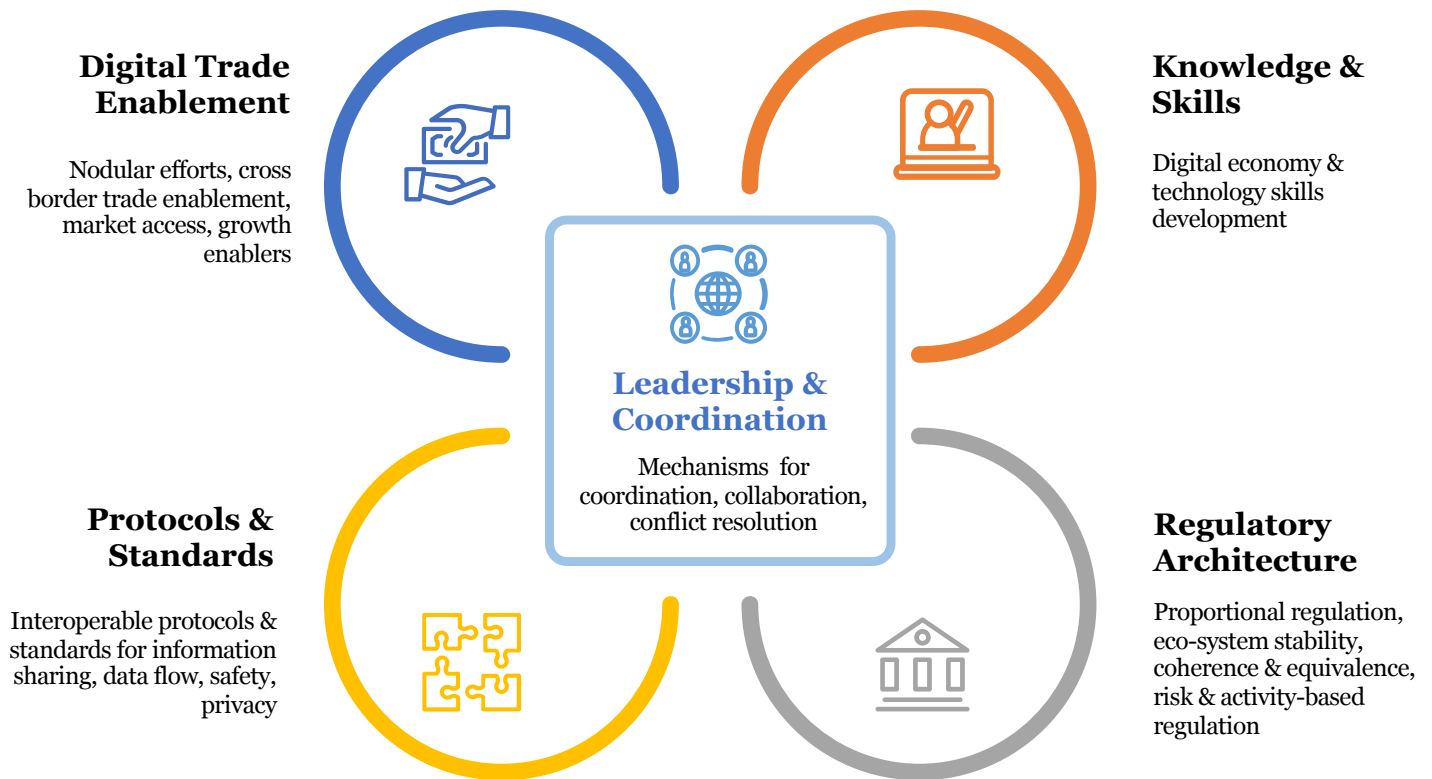 Digital Trade
Enablement
Nodular efforts, cross
border trade enablement,
market access, growth
enablers
Knowledge &
Skills
Digital economy &
technology skills
development
Leadership &
Coordination
Mechanisms for
coordination, collaboration,
conflict resolution
Protocols &
Standards
Interoperable protocols &
standards for information
sharing, data flow, safety,
privacy
Regulatory
Architecture
Proportional regulation,
eco-system stability,
coherence & equivalence,
risk & activity-based
regulation